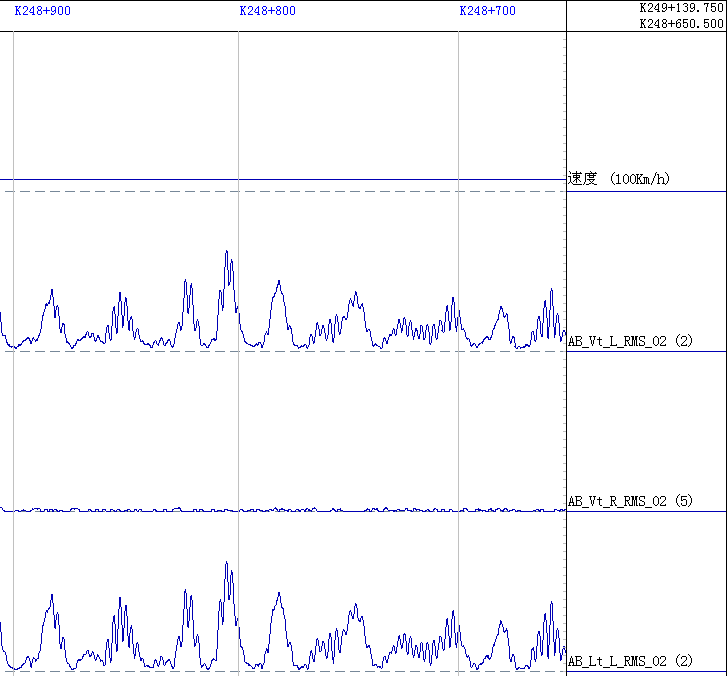 K248+900 K248+800 K248+700 K249+139.750
K248+650.500
速度 (100Km/h)
AB_Vt_L_RMS_02 (2)
AB_Vt_R_RMS_02 (5)
AB_Lt_L_RMS_02 (2)